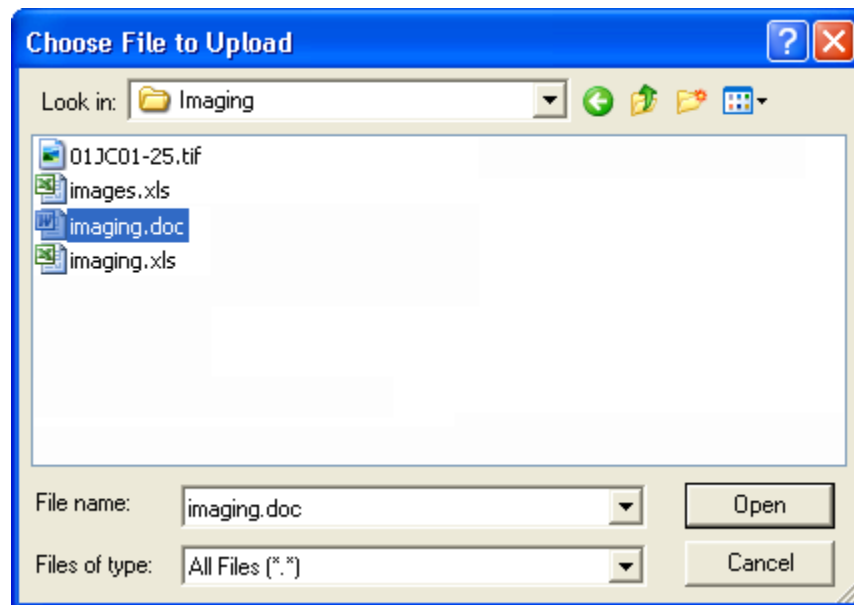 Choose File to Upload
Look in: Imaging
01JC01-25.tif
images.xls
imaging.doc
imaging.xls
File name: imaging.doc Open
Files of type: All Files (*.*) Cancel